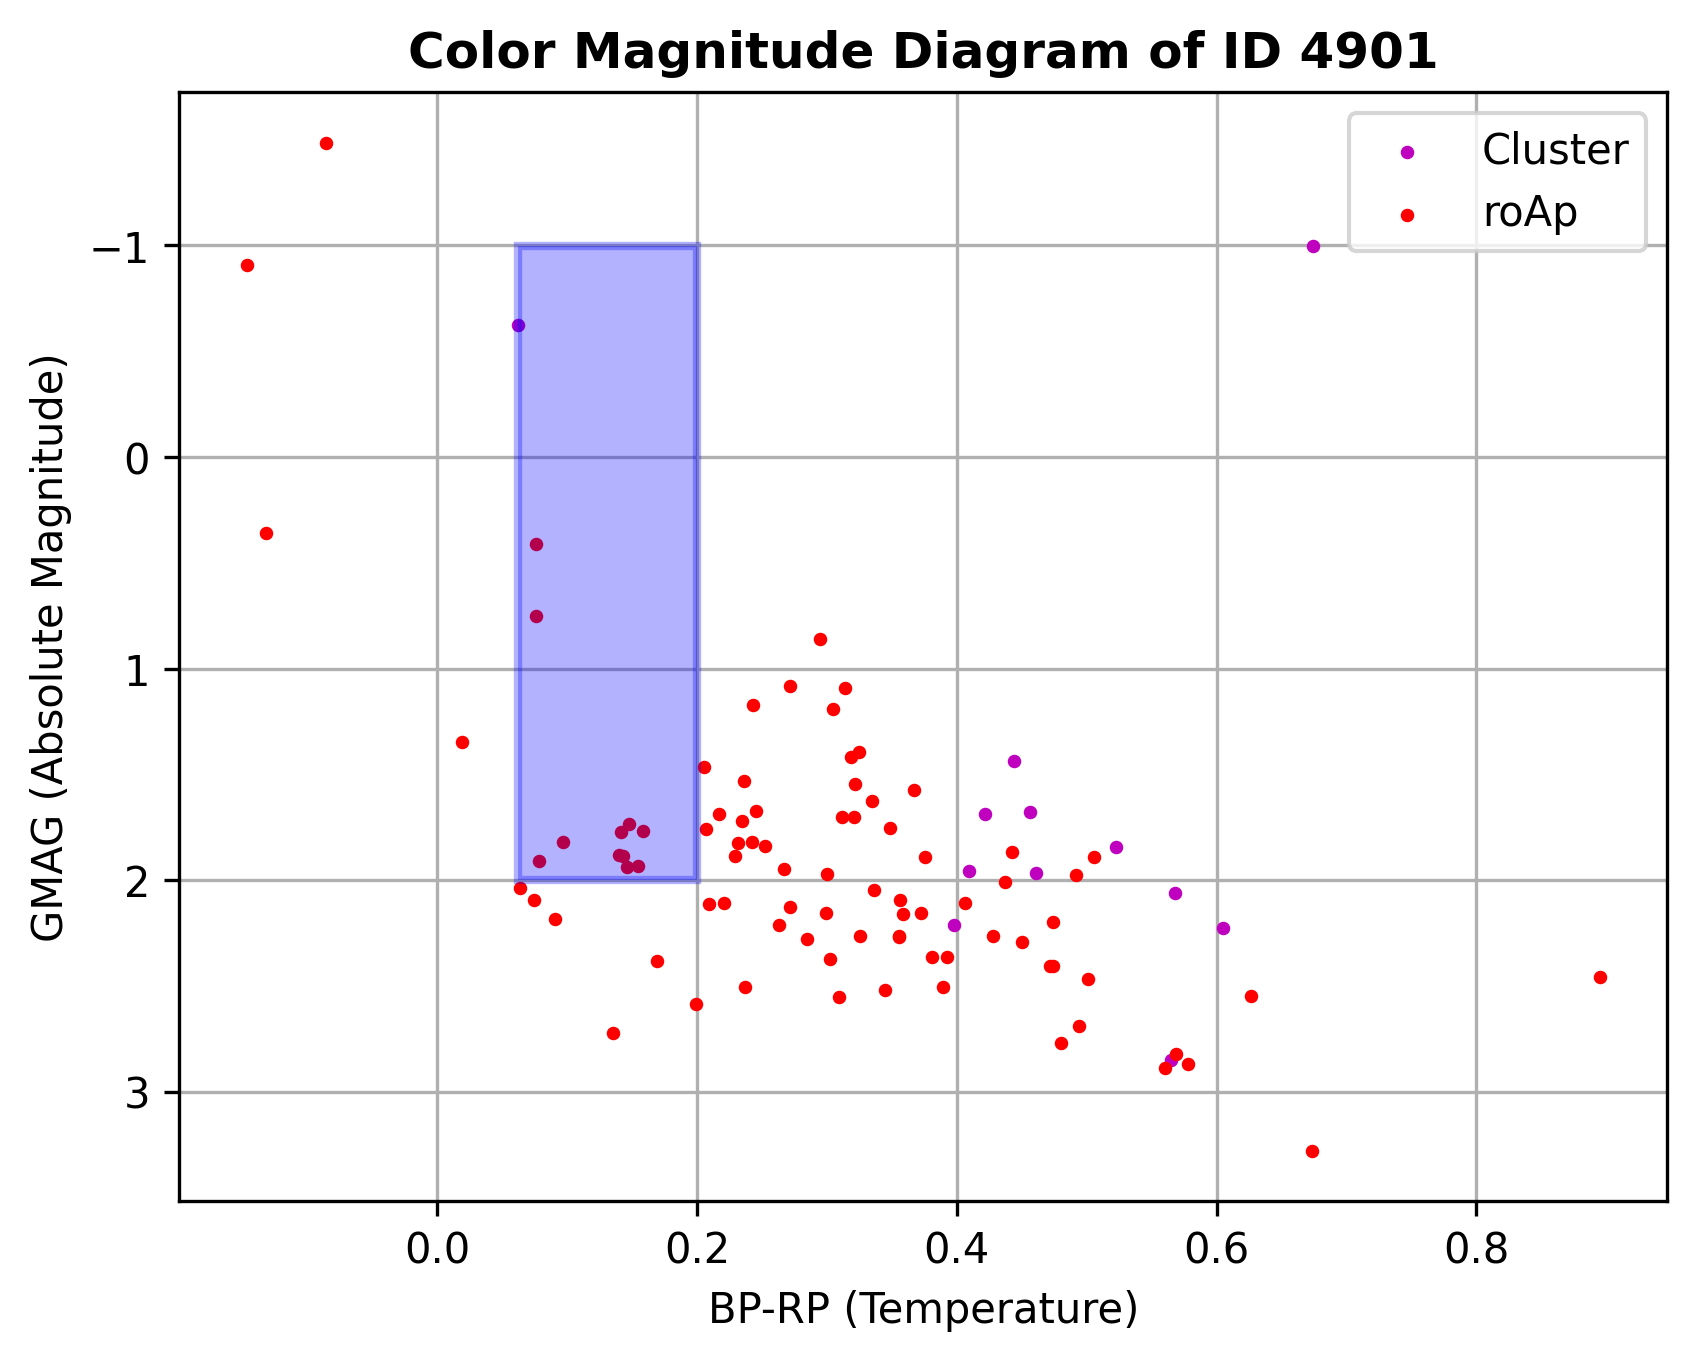 Color Magnitude Diagram of ID 4901
Cluster
roAp
GMAG (Absolute Magnitude)
−1
0
1
2
3
0.0 0.2 0.4 0.6 0.8
BP-RP (Temperature)